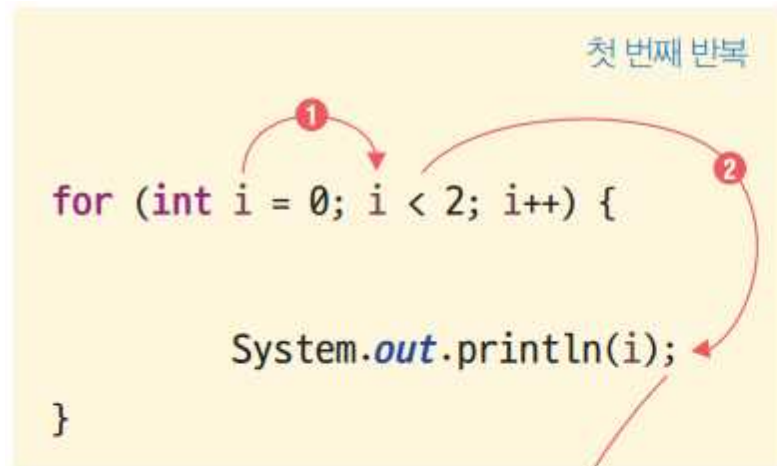 첫 번째 반복
1
2
for (int i = 0; i < 2; i++) {
System.out.println(i);
}